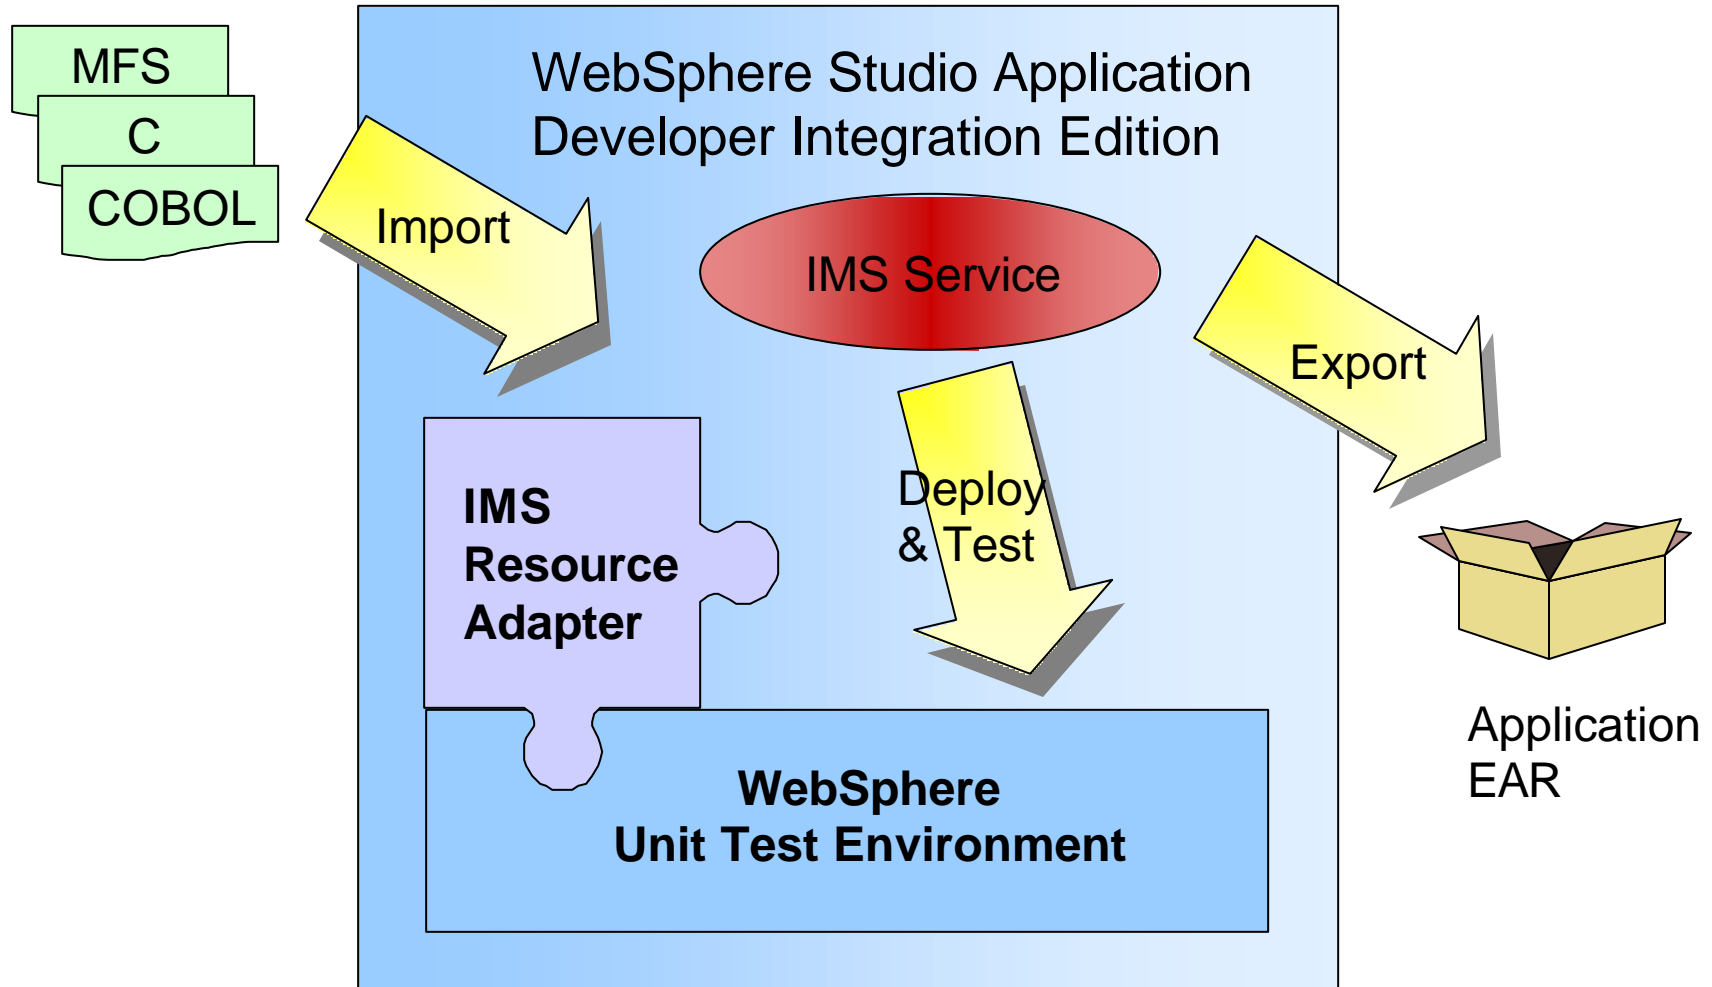 MFS
C
COBOL
WebSphere Studio Application
Developer Integration Edition
Import
IMS Service
Export
Deploy
& Test
IMS
Resource
Adapter
WebSphere
Unit Test Environment
Application
EAR